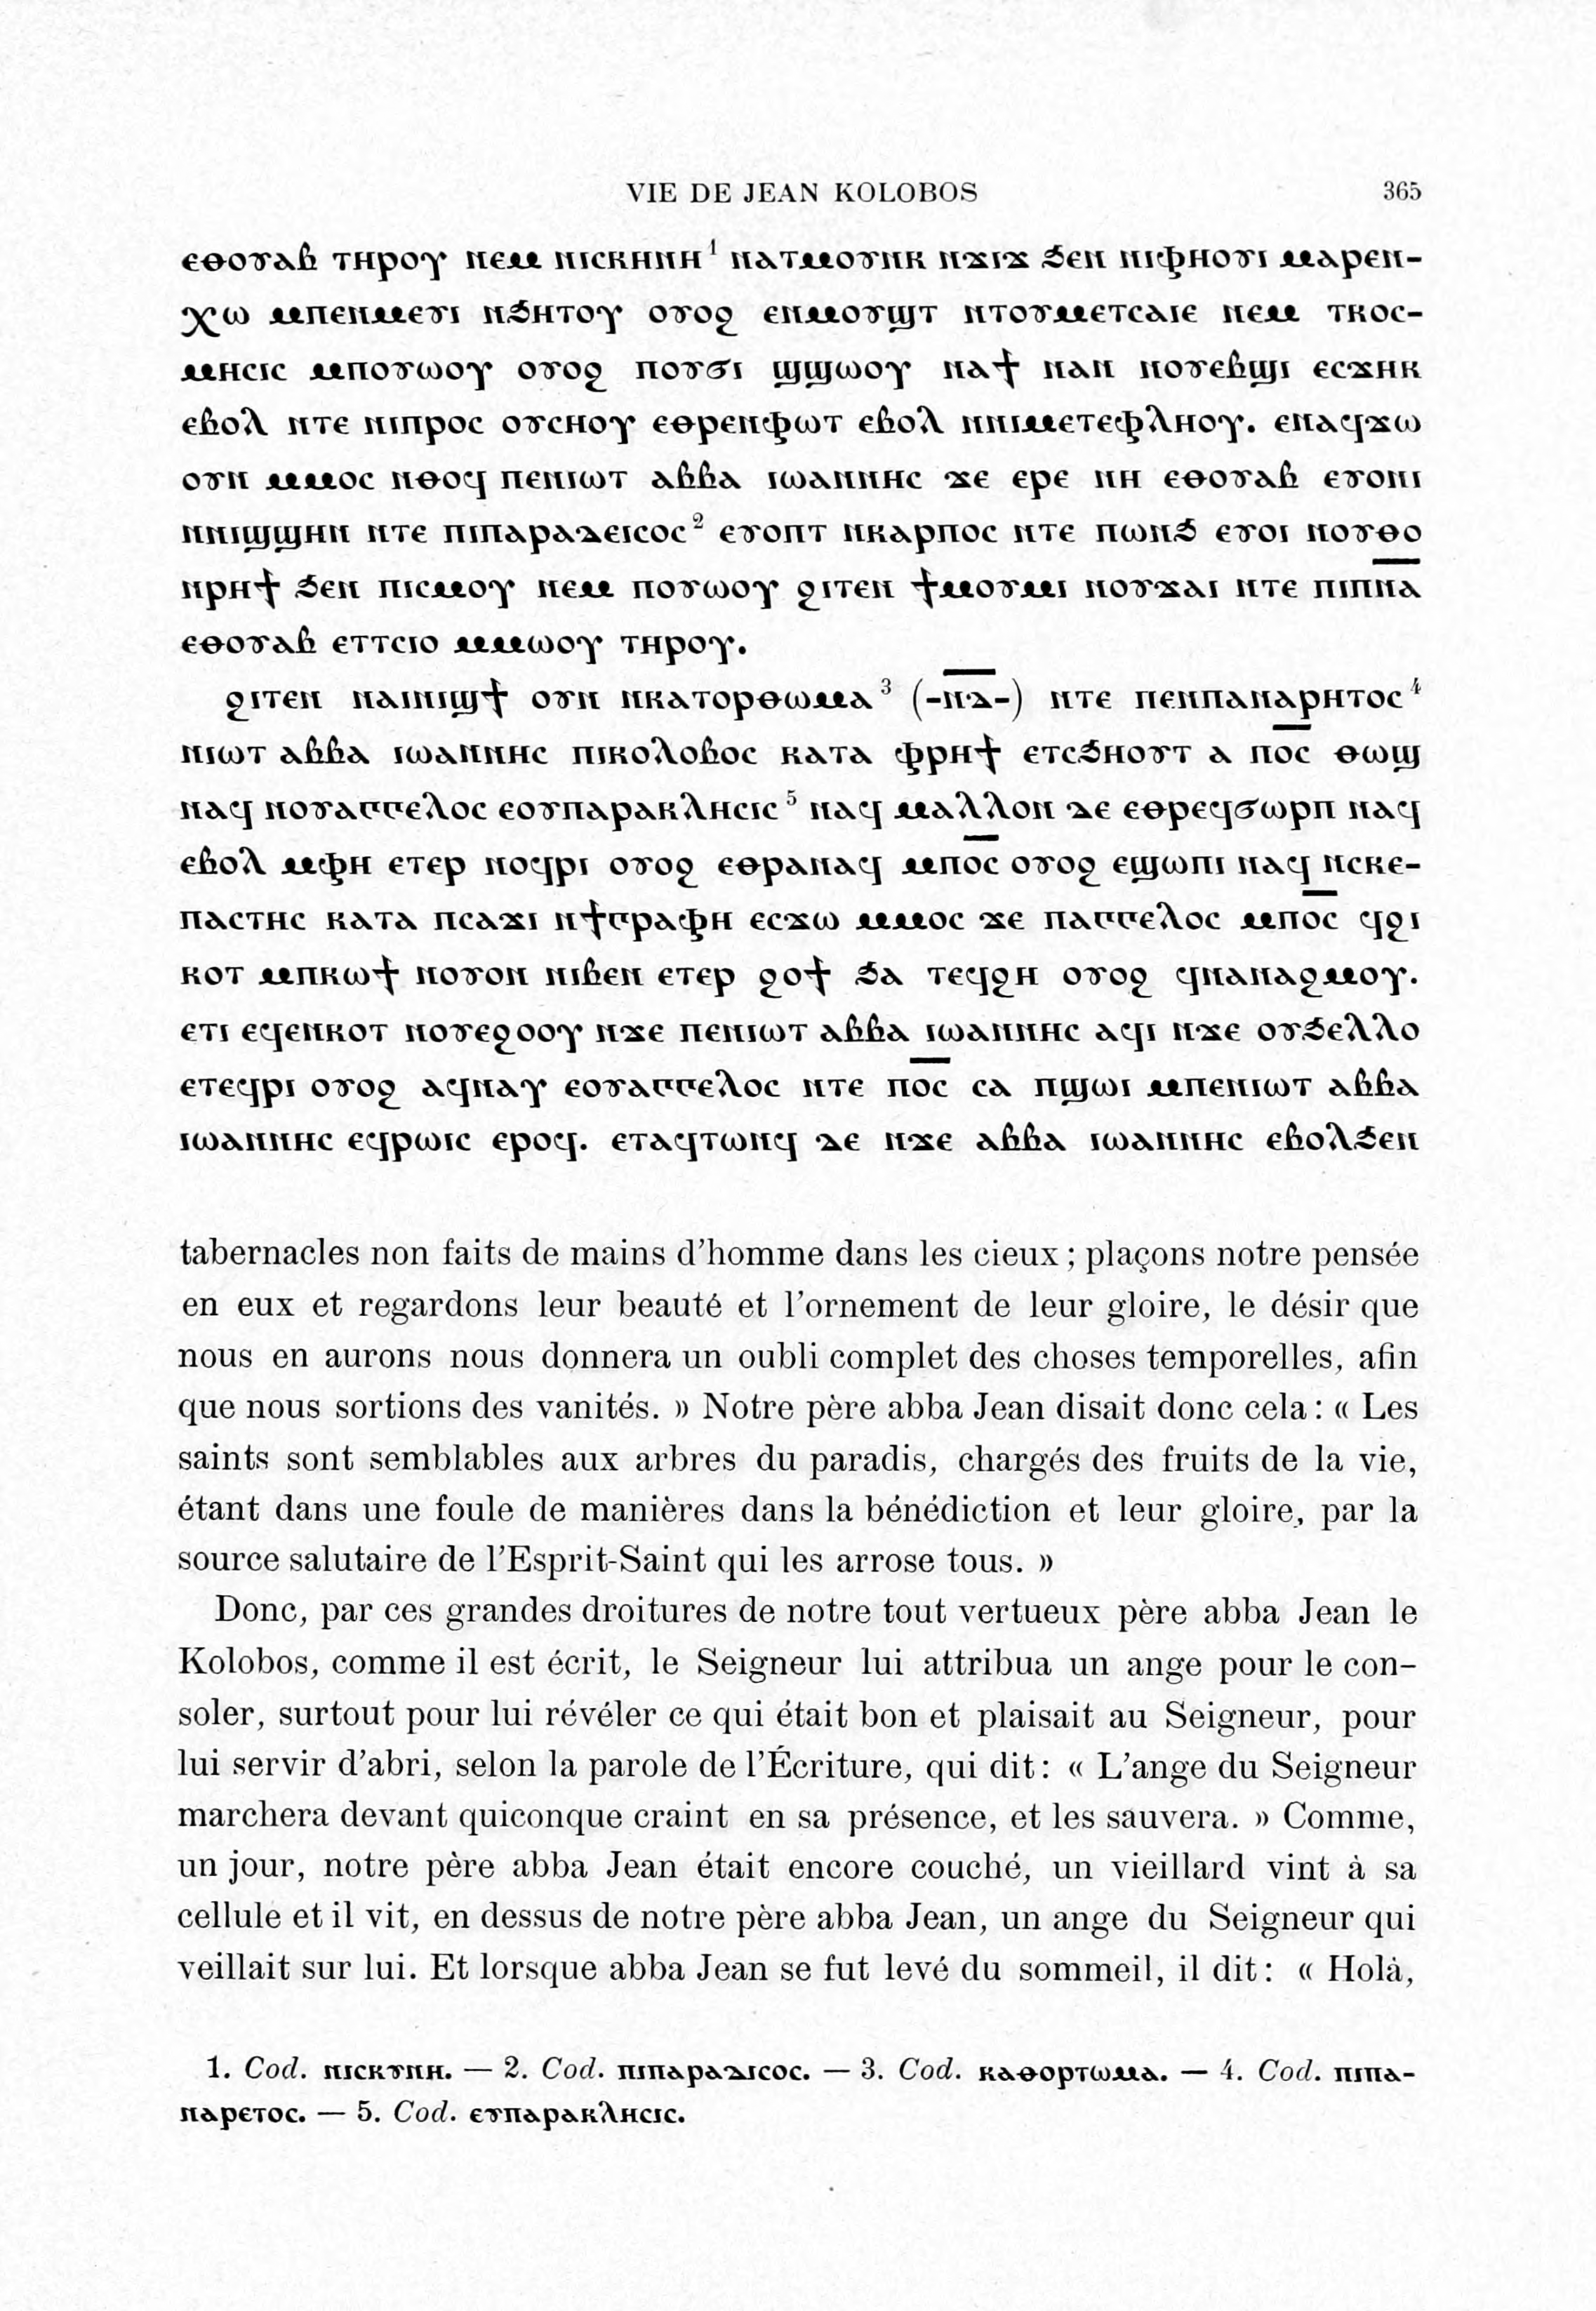 VIE DE JEAN KOLOBOS 365
ⲉⲑⲟⲩⲁⲃ ⲧⲏⲣⲟⲩ ⲛⲉⲙ ⲛⲓⲥⲕⲏⲛⲏ¹ ⲛⲁⲧⲙⲟⲩⲛⲕ ⲛϫⲓϫ ϧⲉⲛ ⲛⲓⲫⲏⲟⲩⲓ ⲙⲁⲣⲉⲛ-
ⲭⲱ ⲙⲡⲉⲛⲙⲉⲩⲓ ⲛϧⲏⲧⲟⲩ ⲟⲩⲟϩ ⲉⲛⲙⲟⲩϣⲧ ⲛⲧⲟⲩⲙⲉⲧⲥⲁⲓⲉ ⲛⲉⲙ ⲧⲕⲟⲥ-
ⲙⲏⲥⲓⲥ ⲙⲡⲟⲩⲱⲟⲩ ⲟⲩⲟϩ ⲡⲟⲩϭⲓ ϣϣⲱⲟⲩ ⲛⲁϯ ⲛⲁⲛ ⲛⲟⲩⲉⲃϣⲓ ⲉⲥϫⲏⲕ
ⲉⲃⲟⲗ ⲛⲧⲉ ⲛⲓⲡⲣⲟⲥ ⲟⲩⲥⲏⲟⲩ ⲉⲑⲣⲉⲛⲫⲱⲧ ⲉⲃⲟⲗ ⲛⲛⲓⲙⲉⲧⲉⲫⲗⲏⲟⲩ. ⲉⲛⲁϥϫⲱ
ⲟⲩⲛ ⲙⲙⲟⲥ ⲛⲑⲟϥ ⲡⲉⲛⲓⲱⲧ ⲁⲃⲃⲁ ⲓⲱⲁⲛⲛⲏⲥ ϫⲉ ⲉⲣⲉ ⲛⲏ ⲉⲑⲟⲩⲁⲃ ⲉⲩⲟⲛⲓ
ⲛⲛⲓϣϣⲏⲛ ⲛⲧⲉ ⲡⲓⲡⲁⲣⲁⲇⲉⲓⲥⲟⲥ² ⲉⲩⲟⲡⲧ ⲛⲕⲁⲣⲡⲟⲥ ⲛⲧⲉ ⲡⲱⲛϧ ⲉⲩⲟⲓ ⲛⲟⲩⲑⲟ
ⲛⲣⲏϯ ϧⲉⲛ ⲡⲓⲥⲙⲟⲩ ⲛⲉⲙ ⲡⲟⲩⲱⲟⲩ ϩⲓⲧⲉⲛ ϯⲙⲟⲩⲙⲓ ⲛⲟⲩϫⲁⲓ ⲛⲧⲉ ⲡⲓⲡ̅ⲛ̅ⲁ̅
ⲉⲑⲟⲩⲁⲃ ⲉⲧⲧⲥⲓⲟ ⲙⲙⲱⲟⲩ ⲧⲏⲣⲟⲩ.
ϩⲓⲧⲉⲛ ⲛⲁⲓⲛⲓϣϯ ⲟⲩⲛ ⲛⲕⲁⲧⲟⲣⲑⲱⲙⲁ³ (-ⲛ̅ⲇ̅-) ⲛⲧⲉ ⲡⲉⲛⲡⲁⲛⲁⲣⲏⲧⲟⲥ⁴
ⲛⲓⲱⲧ ⲁⲃⲃⲁ ⲓⲱⲁⲛⲛⲏⲥ ⲡⲓⲕⲟⲗⲟⲃⲟⲥ ⲕⲁⲧⲁ ⲫⲣⲏϯ ⲉⲧⲥϧⲏⲟⲩⲧ ⲁ ⲡⲟ̅ⲥ̅ ⲑⲱϣ
ⲛⲁϥ ⲛⲟⲩⲁⲅⲅⲉⲗⲟⲥ ⲉⲟⲩⲡⲁⲣⲁⲕⲗⲏⲥⲓⲥ⁵ ⲛⲁϥ ⲙⲁⲗⲗⲟⲛ ⲇⲉ ⲉⲑⲣⲉϥϭⲱⲣⲡ ⲛⲁϥ
ⲉⲃⲟⲗ ⲙⲫⲏ ⲉⲧⲉⲣ ⲛⲟϥⲣⲓ ⲟⲩⲟϩ ⲉⲑⲣⲁⲛⲁϥ ⲙⲡⲟ̅ⲥ̅ ⲟⲩⲟϩ ⲉϣⲱⲡⲓ ⲛⲁϥ ⲛⲥⲕⲉ-
ⲡⲁⲥⲧⲏⲥ ⲕⲁⲧⲁ ⲡⲥⲁϫⲓ ⲛϯⲅⲣⲁⲫⲏ ⲉⲥϫⲱ ⲙⲙⲟⲥ ϫⲉ ⲡⲁⲅⲅⲉⲗⲟⲥ ⲙⲡⲟ̅ⲥ̅ ϥϩⲓ
ⲕⲟⲧ ⲙⲡⲕⲱϯ ⲛⲟⲩⲟⲛ ⲛⲓⲃⲉⲛ ⲉⲧⲉⲣ ϩⲟϯ ϧⲁ ⲧⲉϥϩⲏ ⲟⲩⲟϩ ϥⲛⲁⲛⲁϩⲙⲟⲩ.
ⲉⲧⲓ ⲉϥⲉⲛⲕⲟⲧ ⲛⲟⲩⲉϩⲟⲟⲩ ⲛϫⲉ ⲡⲉⲛⲓⲱⲧ ⲁⲃⲃⲁ ⲓⲱⲁⲛⲛⲏⲥ ⲁϥⲓ ⲛϫⲉ ⲟⲩϧⲉⲗⲗⲟ
ⲉⲧⲉϥⲣⲓ ⲟⲩⲟϩ ⲁϥⲛⲁⲩ ⲉⲟⲩⲁⲅⲅⲉⲗⲟⲥ ⲛⲧⲉ ⲡⲟ̅ⲥ̅ ⲥⲁ ⲡϣⲱⲓ ⲙⲡⲉⲛⲓⲱⲧ ⲁⲃⲃⲁ
ⲓⲱⲁⲛⲛⲏⲥ ⲉϥⲣⲱⲓⲥ ⲉⲣⲟϥ. ⲉⲧⲁϥⲧⲱⲛϥ ⲇⲉ ⲛϫⲉ ⲁⲃⲃⲁ ⲓⲱⲁⲛⲛⲏⲥ ⲉⲃⲟⲗϧⲉⲛ
tabernacles non faits de mains d'homme dans les cieux ; plaçons notre pensée
en eux et regardons leur beauté et l'ornement de leur gloire, le désir que
nous en aurons nous donnera un oubli complet des choses temporelles, afin
que nous sortions des vanités. » Notre père abba Jean disait donc cela : « Les
saints sont semblables aux arbres du paradis, chargés des fruits de la vie,
étant dans une foule de manières dans la bénédiction et leur gloire, par la
source salutaire de l'Esprit-Saint qui les arrose tous. »
Donc, par ces grandes droitures de notre tout vertueux père abba Jean le
Kolobos, comme il est écrit, le Seigneur lui attribua un ange pour le con-
soler, surtout pour lui révéler ce qui était bon et plaisait au Seigneur, pour
lui servir d'abri, selon la parole de l'Écriture, qui dit : « L'ange du Seigneur
marchera devant quiconque craint en sa présence, et les sauvera. » Comme,
un jour, notre père abba Jean était encore couché, un vieillard vint à sa
cellule et il vit, en dessus de notre père abba Jean, un ange du Seigneur qui
veillait sur lui. Et lorsque abba Jean se fut levé du sommeil, il dit : « Holà,
1. Cod. ⲛⲓⲥⲕⲩⲛⲏ. — 2. Cod. ⲡⲓⲡⲁⲣⲁⲇⲓⲥⲟⲥ. — 3. Cod. ⲕⲁⲑⲟⲣⲧⲱⲙⲁ. — 4. Cod. ⲡⲓⲡⲁ-
ⲛⲁⲣⲉⲧⲟⲥ. — 5. Cod. ⲉⲩⲡⲁⲣⲁⲕⲗⲏⲥⲓⲥ.